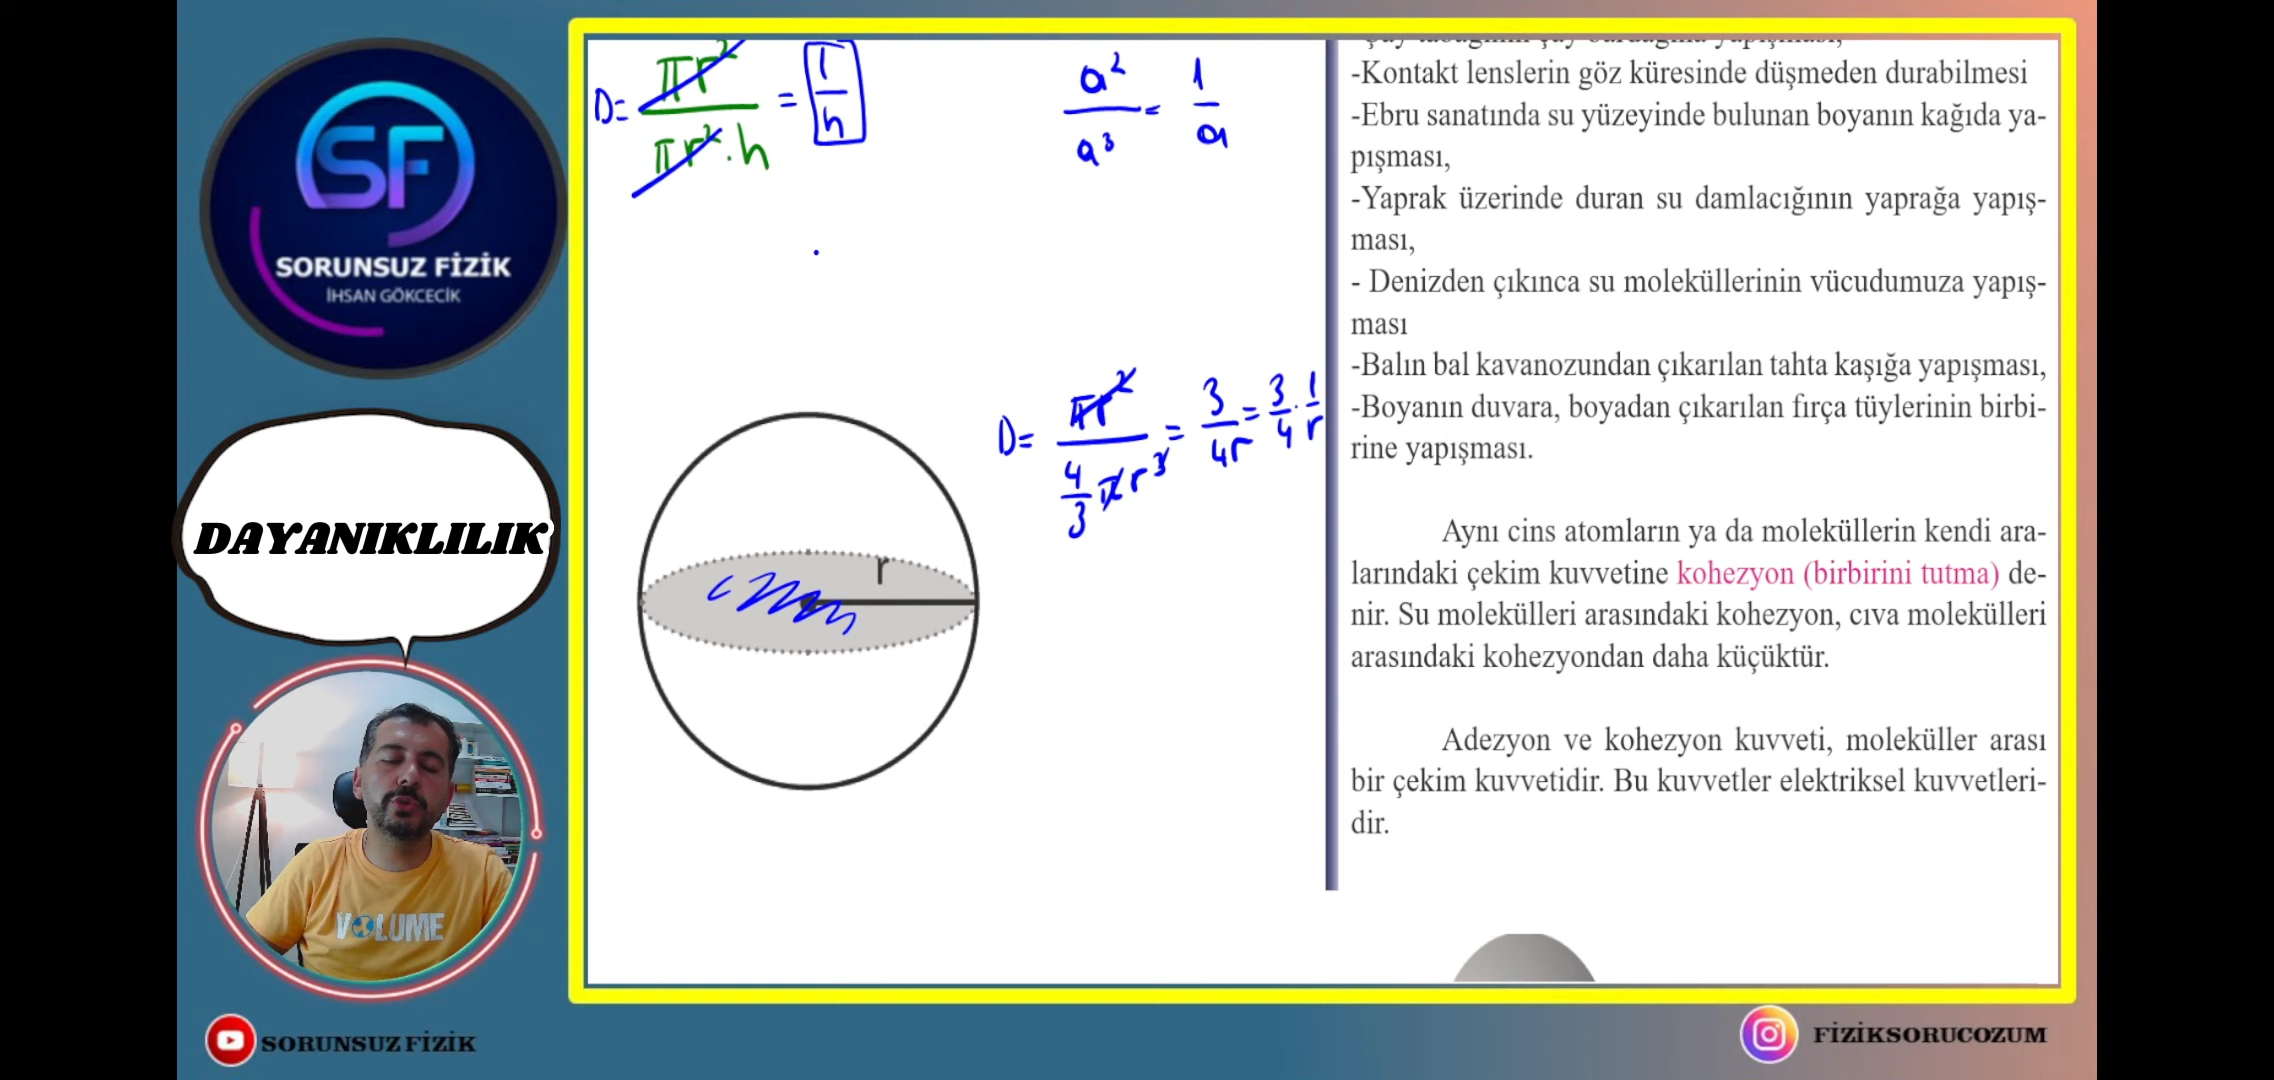 SF
SORUNSUZ FİZİK
İHSAN GÖKCECİK
DAYANIKLILIK
VOLUME
SORUNSUZ FİZİK
D= πr² / πr².h = 1/h
a²/a³ = 1/a
D= πr² / 4/3 πr³ = 3/4r = 3/4 . 1/r
r
-Kontakt lenslerin göz küresinde düşmeden durabilmesi
-Ebru sanatında su yüzeyinde bulunan boyanın kağıda ya-
pışması,
-Yaprak üzerinde duran su damlacığının yaprağa yapış-
ması,
- Denizden çıkınca su moleküllerinin vücudumuza yapış-
ması
-Balın bal kavanozundan çıkarılan tahta kaşığa yapışması,
-Boyanın duvara, boyadan çıkarılan fırça tüylerinin birbi-
rine yapışması.
Aynı cins atomların ya da moleküllerin kendi ara-
larındaki çekim kuvvetine kohezyon (birbirini tutma) de-
nir. Su molekülleri arasındaki kohezyon, cıva molekülleri
arasındaki kohezyondan daha küçüktür.
Adezyon ve kohezyon kuvveti, moleküller arası
bir çekim kuvvetidir. Bu kuvvetler elektriksel kuvvetleri-
dir.
FİZİKSORUCOZUM